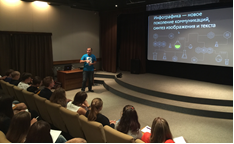 Инфографика — новое
поколение коммуникаций,
синтез изображения и текста